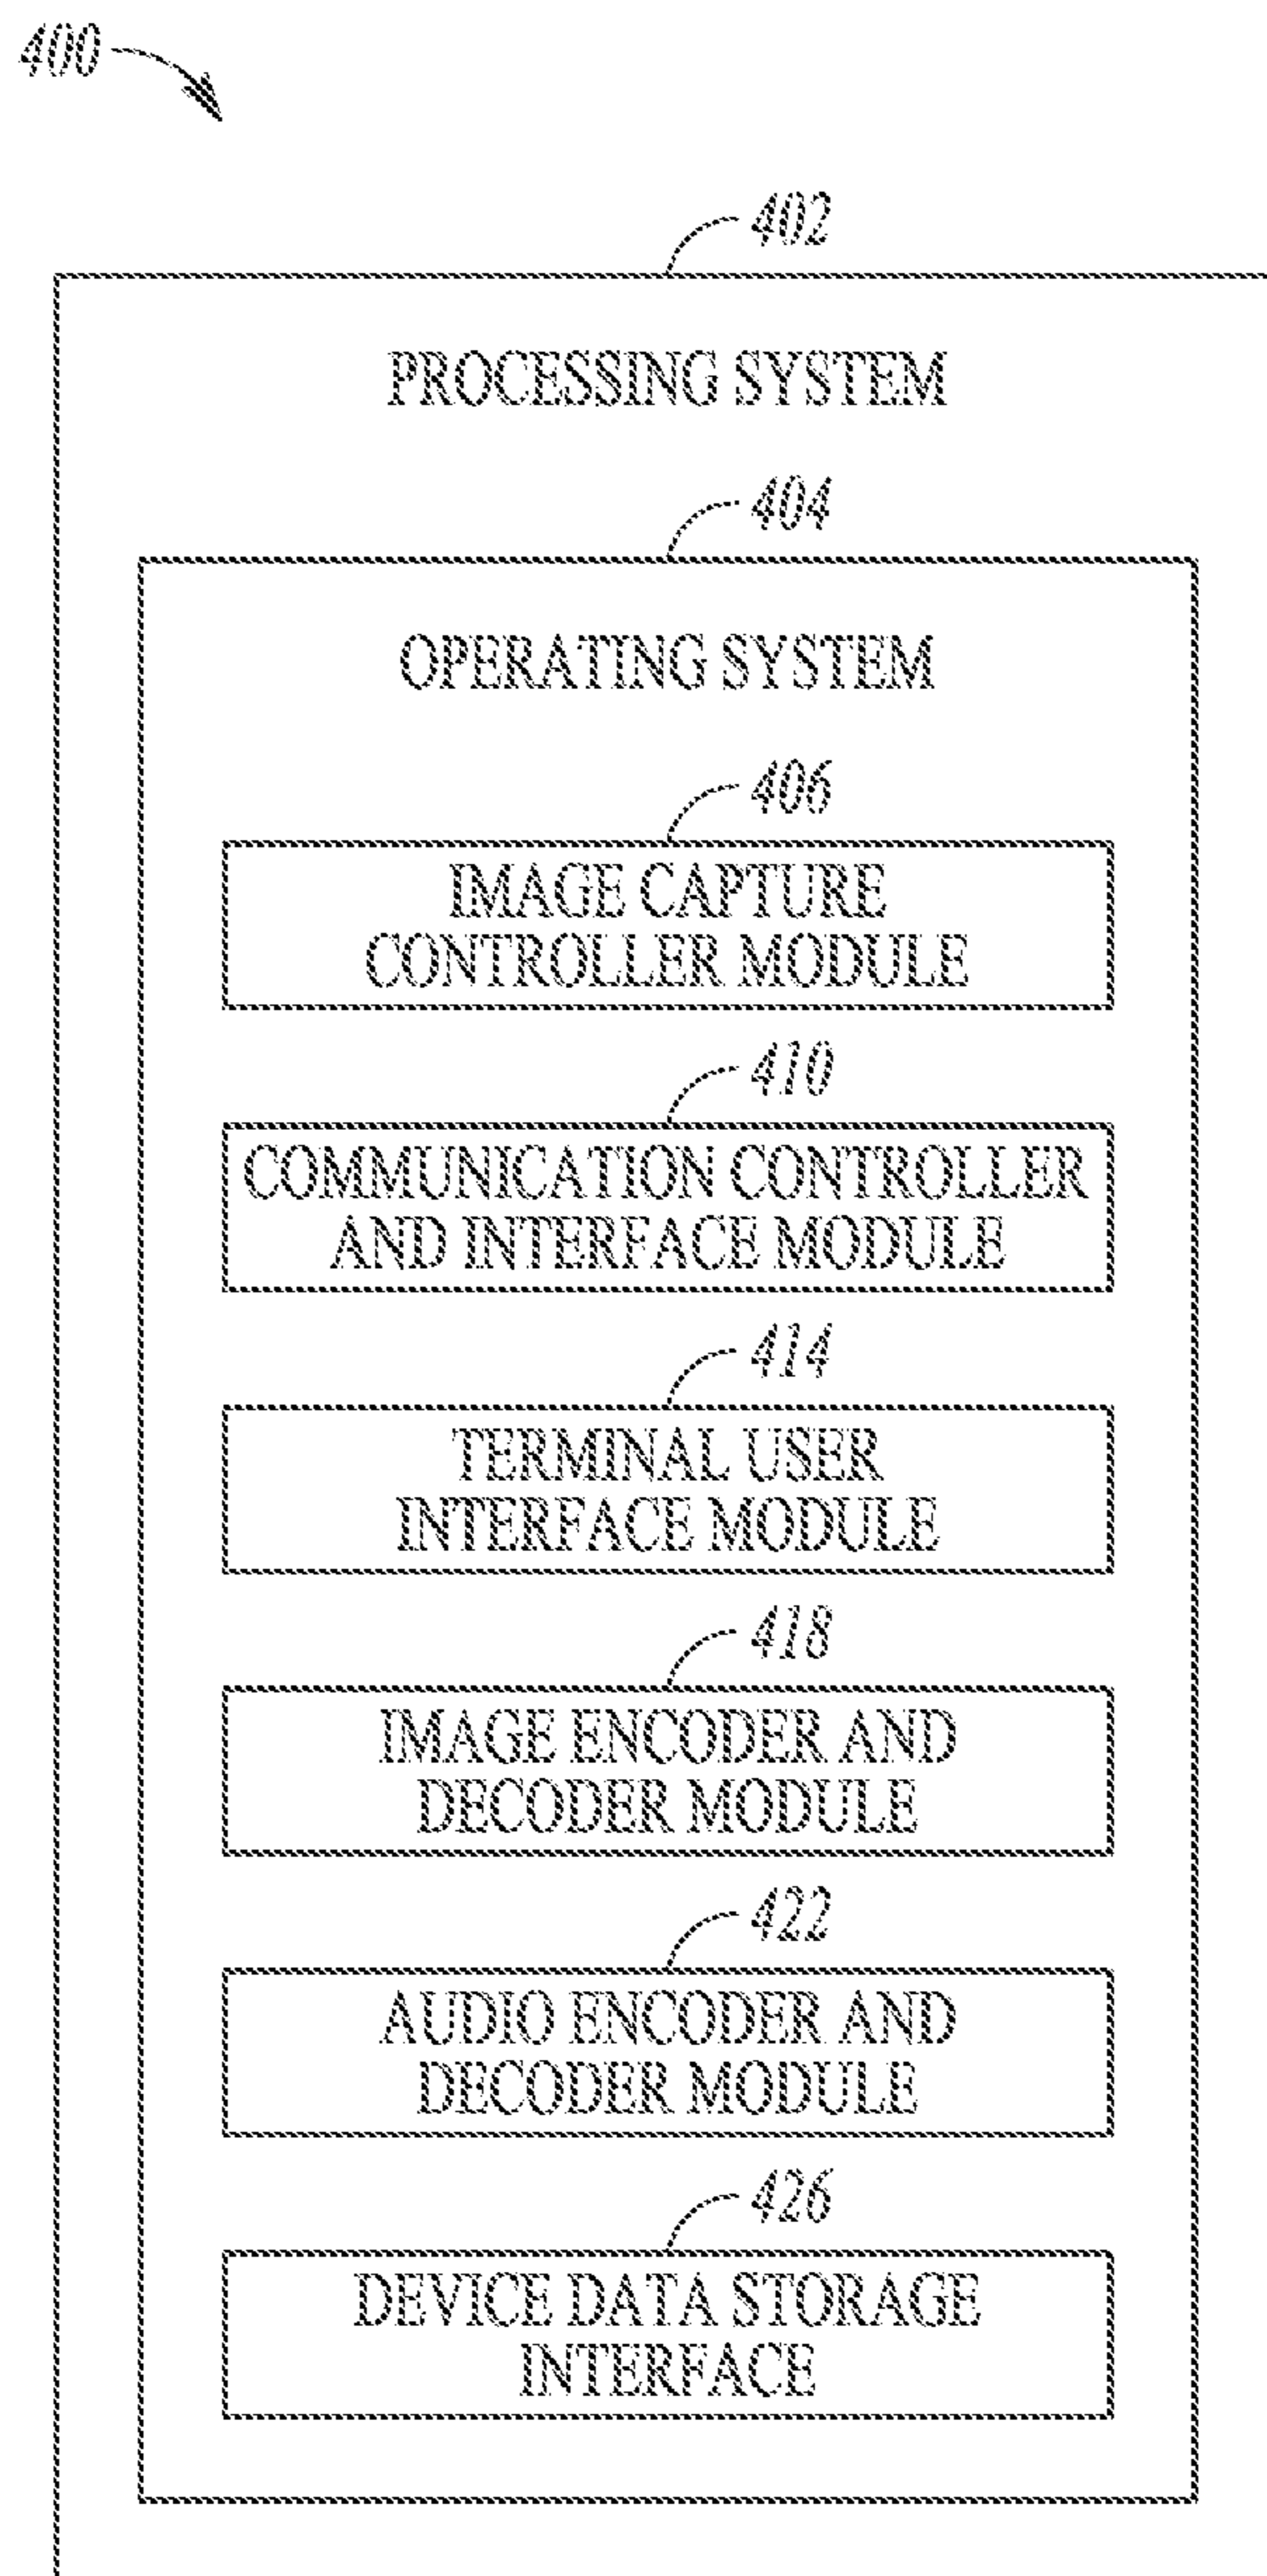 400
402
PROCESSING SYSTEM
404
OPERATING SYSTEM
406
IMAGE CAPTURE
CONTROLLER MODULE
410
COMMUNICATION CONTROLLER
AND INTERFACE MODULE
414
TERMINAL USER
INTERFACE MODULE
418
IMAGE ENCODER AND
DECODER MODULE
422
AUDIO ENCODER AND
DECODER MODULE
426
DEVICE DATA STORAGE
INTERFACE